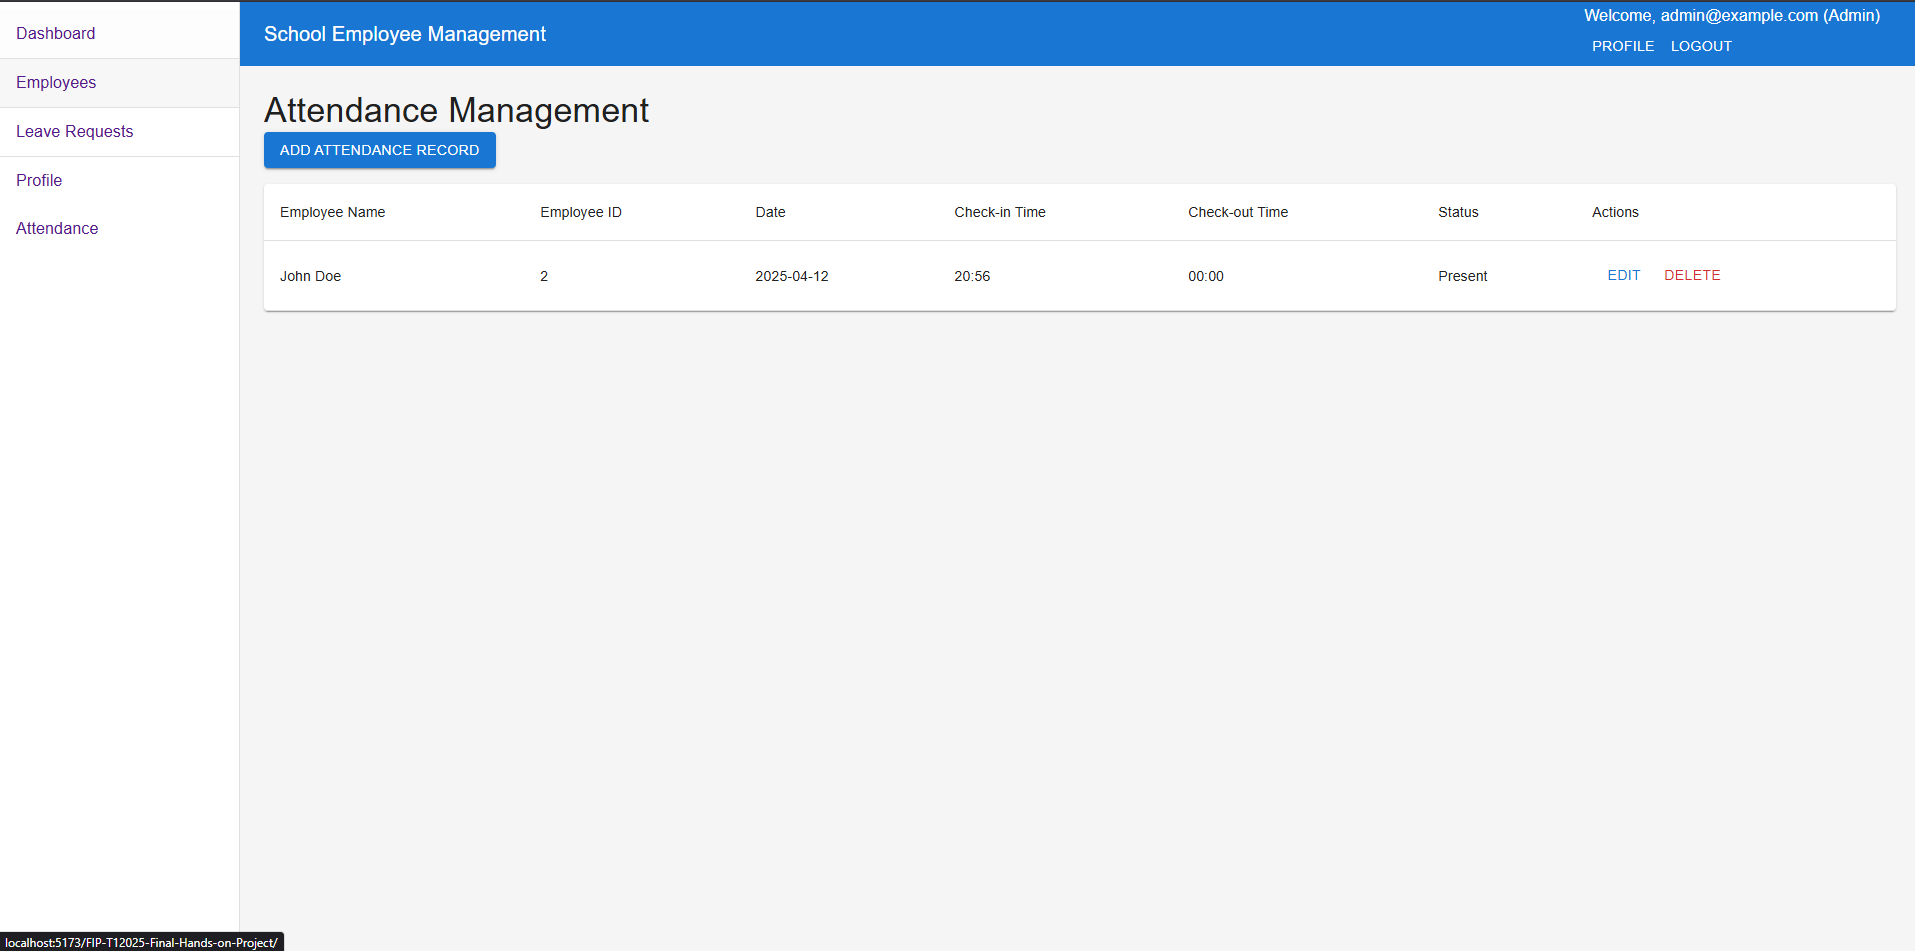 Dashboard
Employees
Leave Requests
Profile
Attendance
School Employee Management
Welcome, admin@example.com (Admin)
PROFILE LOGOUT
Attendance Management
ADD ATTENDANCE RECORD
Employee Name Employee ID Date Check-in Time Check-out Time Status Actions
John Doe 2 2025-04-12 20:56 00:00 Present EDIT DELETE
localhost:5173/FIP-T12025-Final-Hands-on-Project/